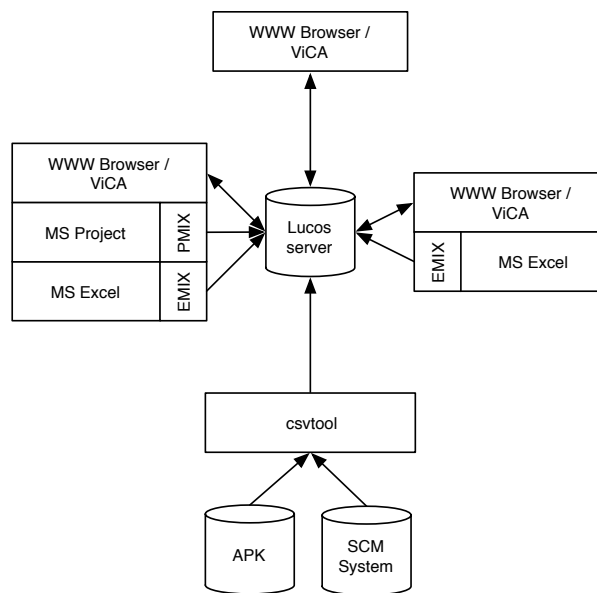 WWW Browser /
ViCA
WWW Browser /
ViCA
MS Project
PMIX
MS Excel
EMIX
Lucos
server
WWW Browser /
ViCA
EMIX
MS Excel
csvtool
APK
SCM
System